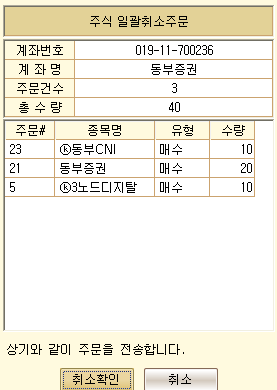 주식 일괄취소주문
계좌번호 019-11-700236
계 좌 명 동부증권
주문건수 3
총 수 량 40
주문# 종목명 유형 수량
23 ⓚ동부CNI 매수 10
21 동부증권 매수 20
5 ⓚ3노드디지탈 매수 10
상기와 같이 주문을 전송합니다.
취소확인 취소